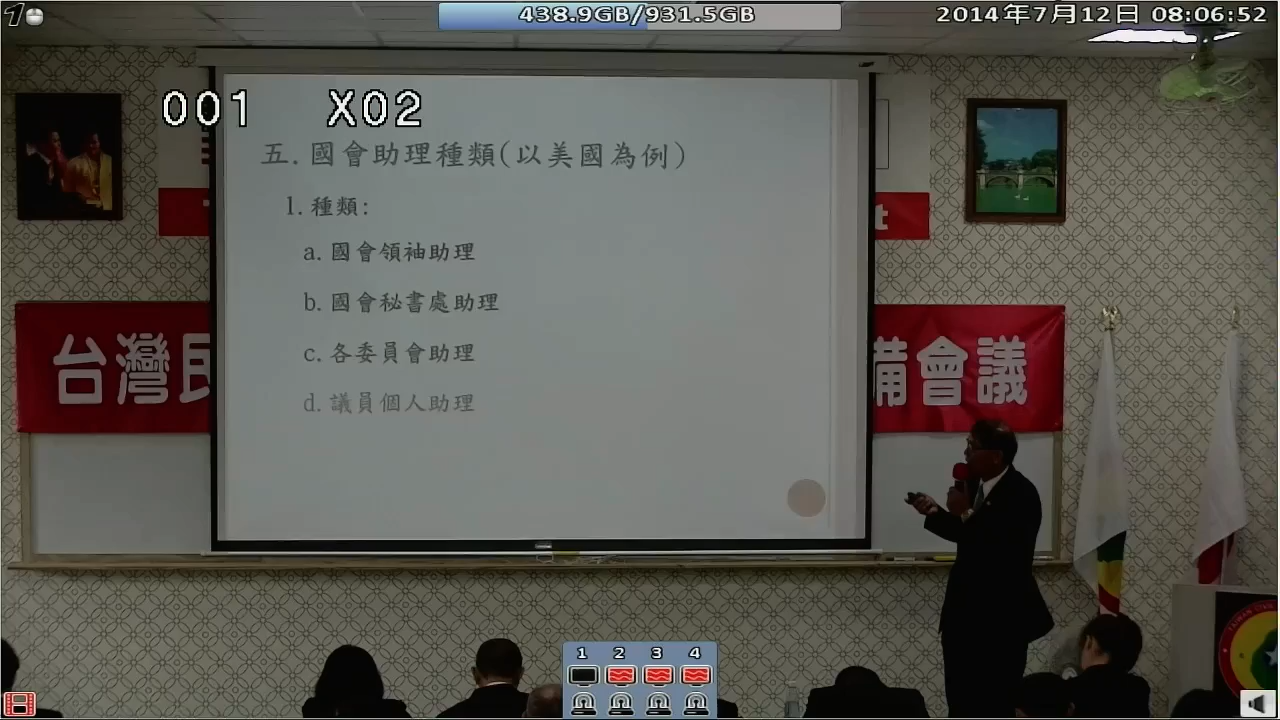 438.9GB/931.5GB
2014年7月12日 08:06:52
001 X02
五.國會助理種類(以美國為例)
1.種類:
a.國會領袖助理
b.國會秘書處助理
c.各委員會助理
d.議員個人助理
t
台灣民
備會議
1 2 3 4